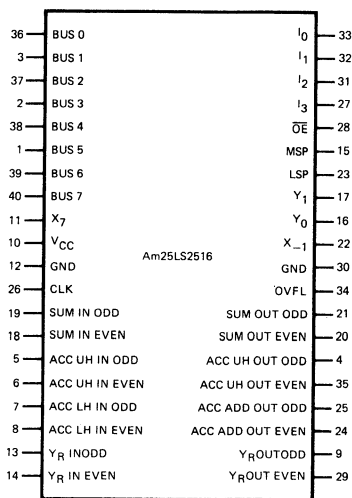 36 BUS 0 I0 33
3 BUS 1 I1 32
37 BUS 2 I2 31
2 BUS 3 I3 27
38 BUS 4 O̅E̅ 28
1 BUS 5 MSP 15
39 BUS 6 LSP 23
40 BUS 7 Y1 17
11 X7 Y0 16
10 VCC X–1 22
Am25LS2516
12 GND GND 30
26 CLK OVFL 34
19 SUM IN ODD SUM OUT ODD 21
18 SUM IN EVEN SUM OUT EVEN 20
5 ACC UH IN ODD ACC UH OUT ODD 4
6 ACC UH IN EVEN ACC UH OUT EVEN 35
7 ACC LH IN ODD ACC ADD OUT ODD 25
8 ACC LH IN EVEN ACC ADD OUT EVEN 24
13 YR INODD YROUTODD 9
14 YR IN EVEN YROUT EVEN 29